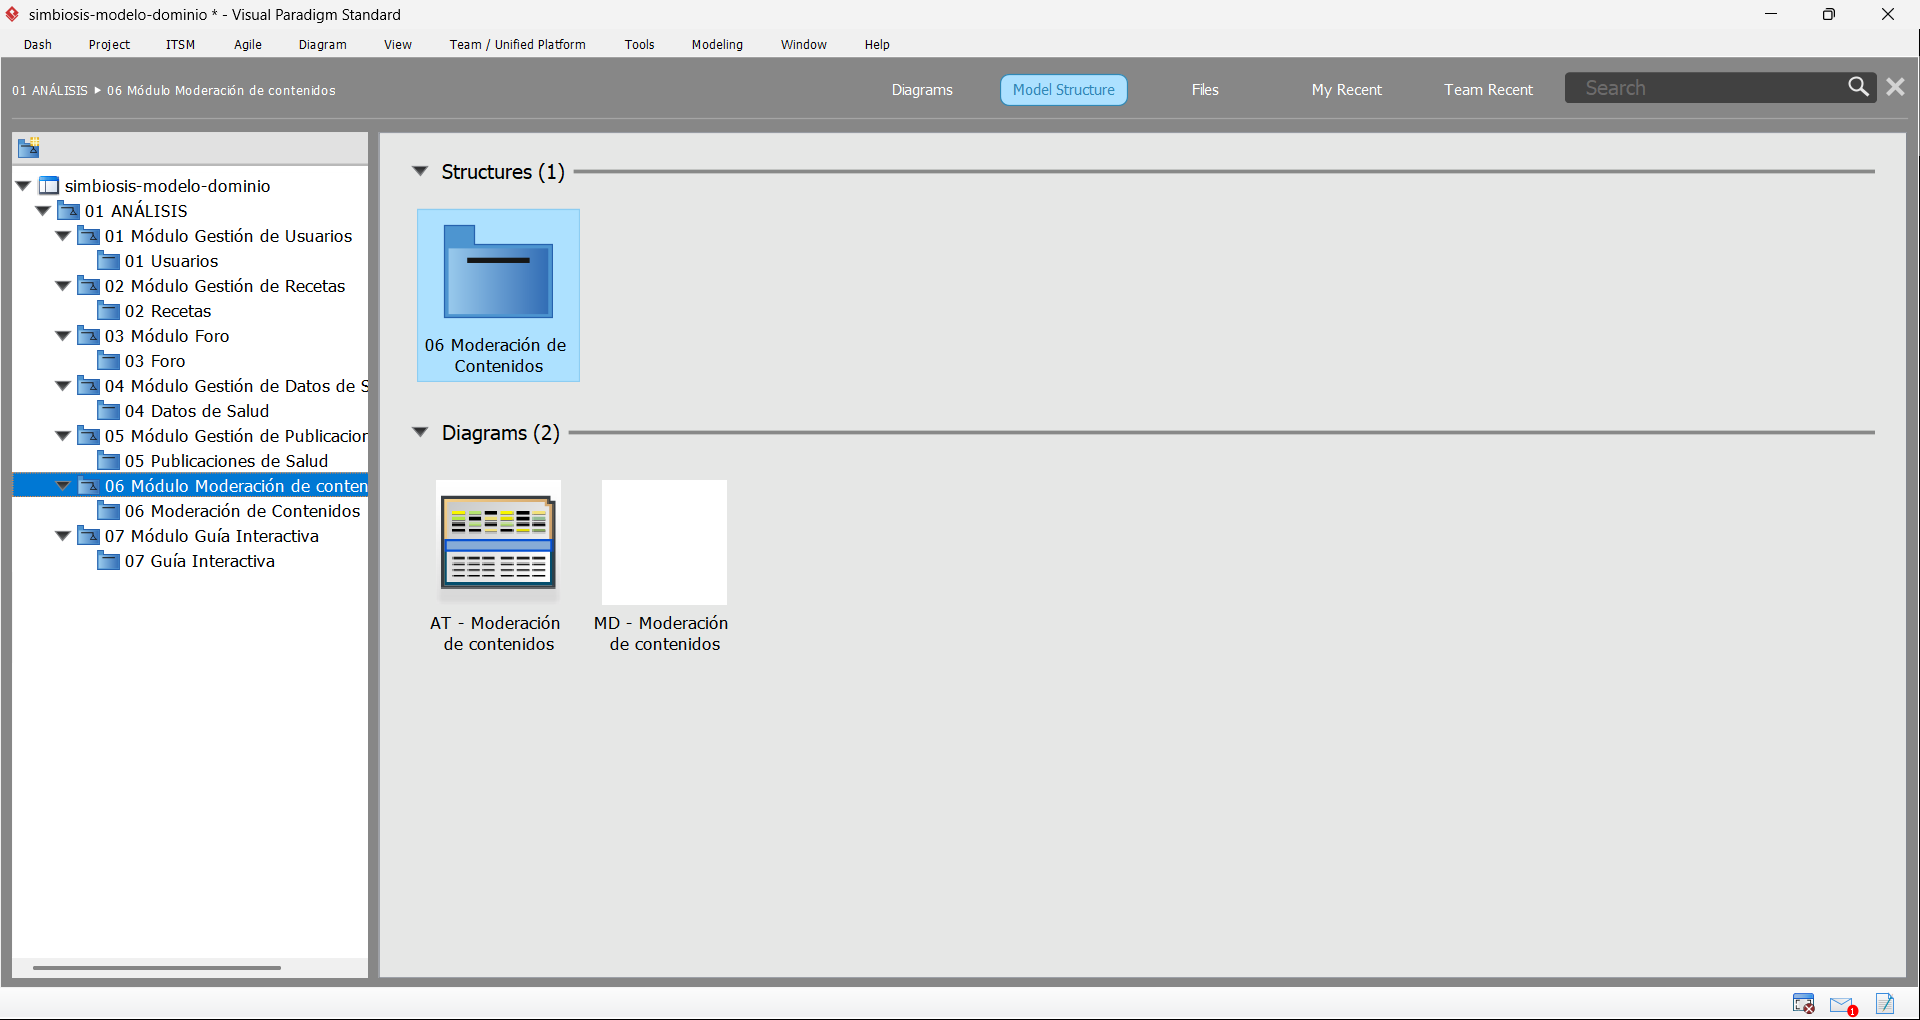 simbiosis-modelo-dominio * - Visual Paradigm Standard
Dash Project ITSM Agile Diagram View Team / Unified Platform Tools Modeling Window Help
01 ANÁLISIS ▶ 06 Módulo Moderación de contenidos
Diagrams Model Structure Files My Recent Team Recent Search
simbiosis-modelo-dominio
01 ANÁLISIS
01 Módulo Gestión de Usuarios
01 Usuarios
02 Módulo Gestión de Recetas
02 Recetas
03 Módulo Foro
03 Foro
04 Módulo Gestión de Datos de S
04 Datos de Salud
05 Módulo Gestión de Publicacion
05 Publicaciones de Salud
06 Módulo Moderación de conten
06 Moderación de Contenidos
07 Módulo Guía Interactiva
07 Guía Interactiva
Structures (1)
06 Moderación de
Contenidos
Diagrams (2)
AT - Moderación
de contenidos
MD - Moderación
de contenidos
1